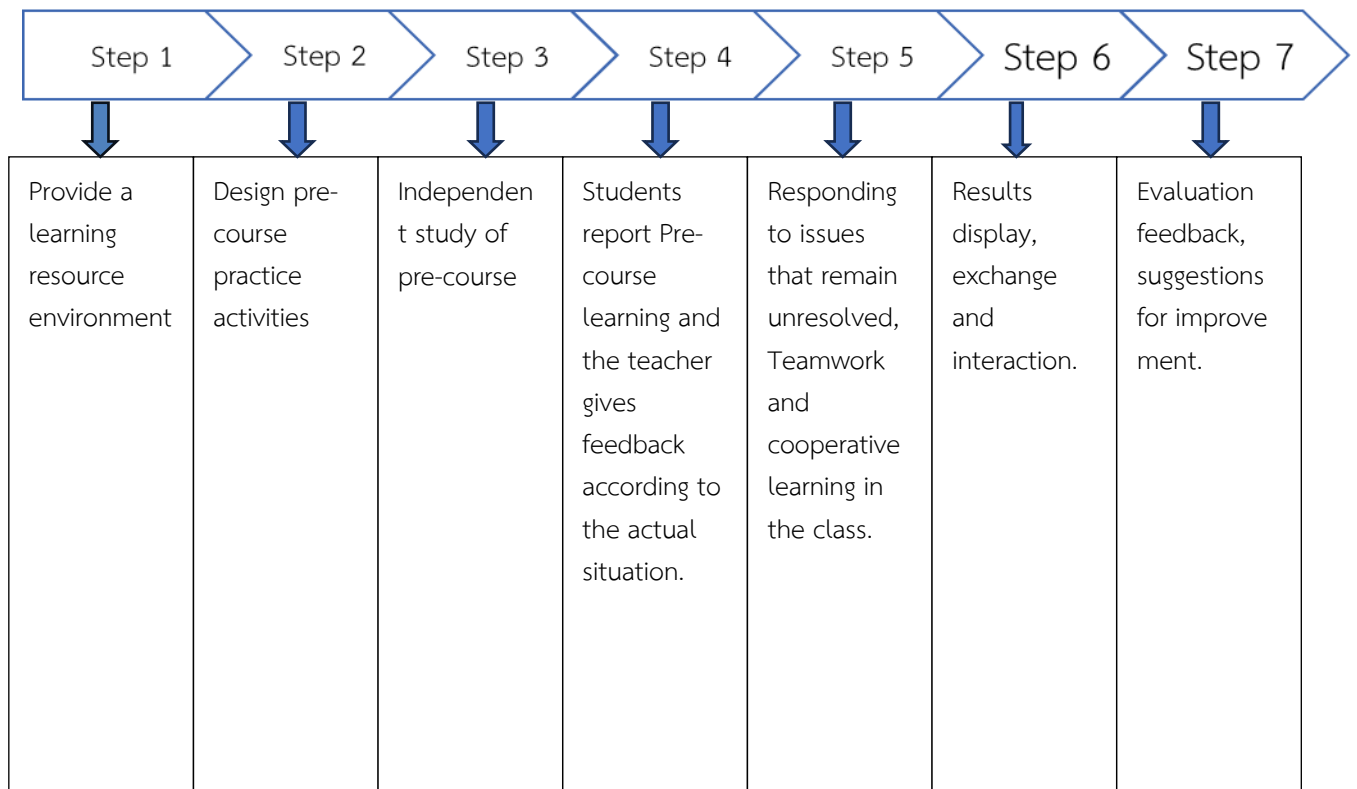 Step 1
Step 2
Step 3
Step 4
Step 5
Step 6
Step 7
Provide a
learning
resource
environment
Design pre-
course
practice
activities
Independen
t study of
pre-course
Students
report Pre-
course
learning and
the teacher
gives
feedback
according to
the actual
situation.
Responding
to issues
that remain
unresolved,
Teamwork
and
cooperative
learning in
the class.
Results
display,
exchange
and
interaction.
Evaluation
feedback,
suggestions
for improve
ment.